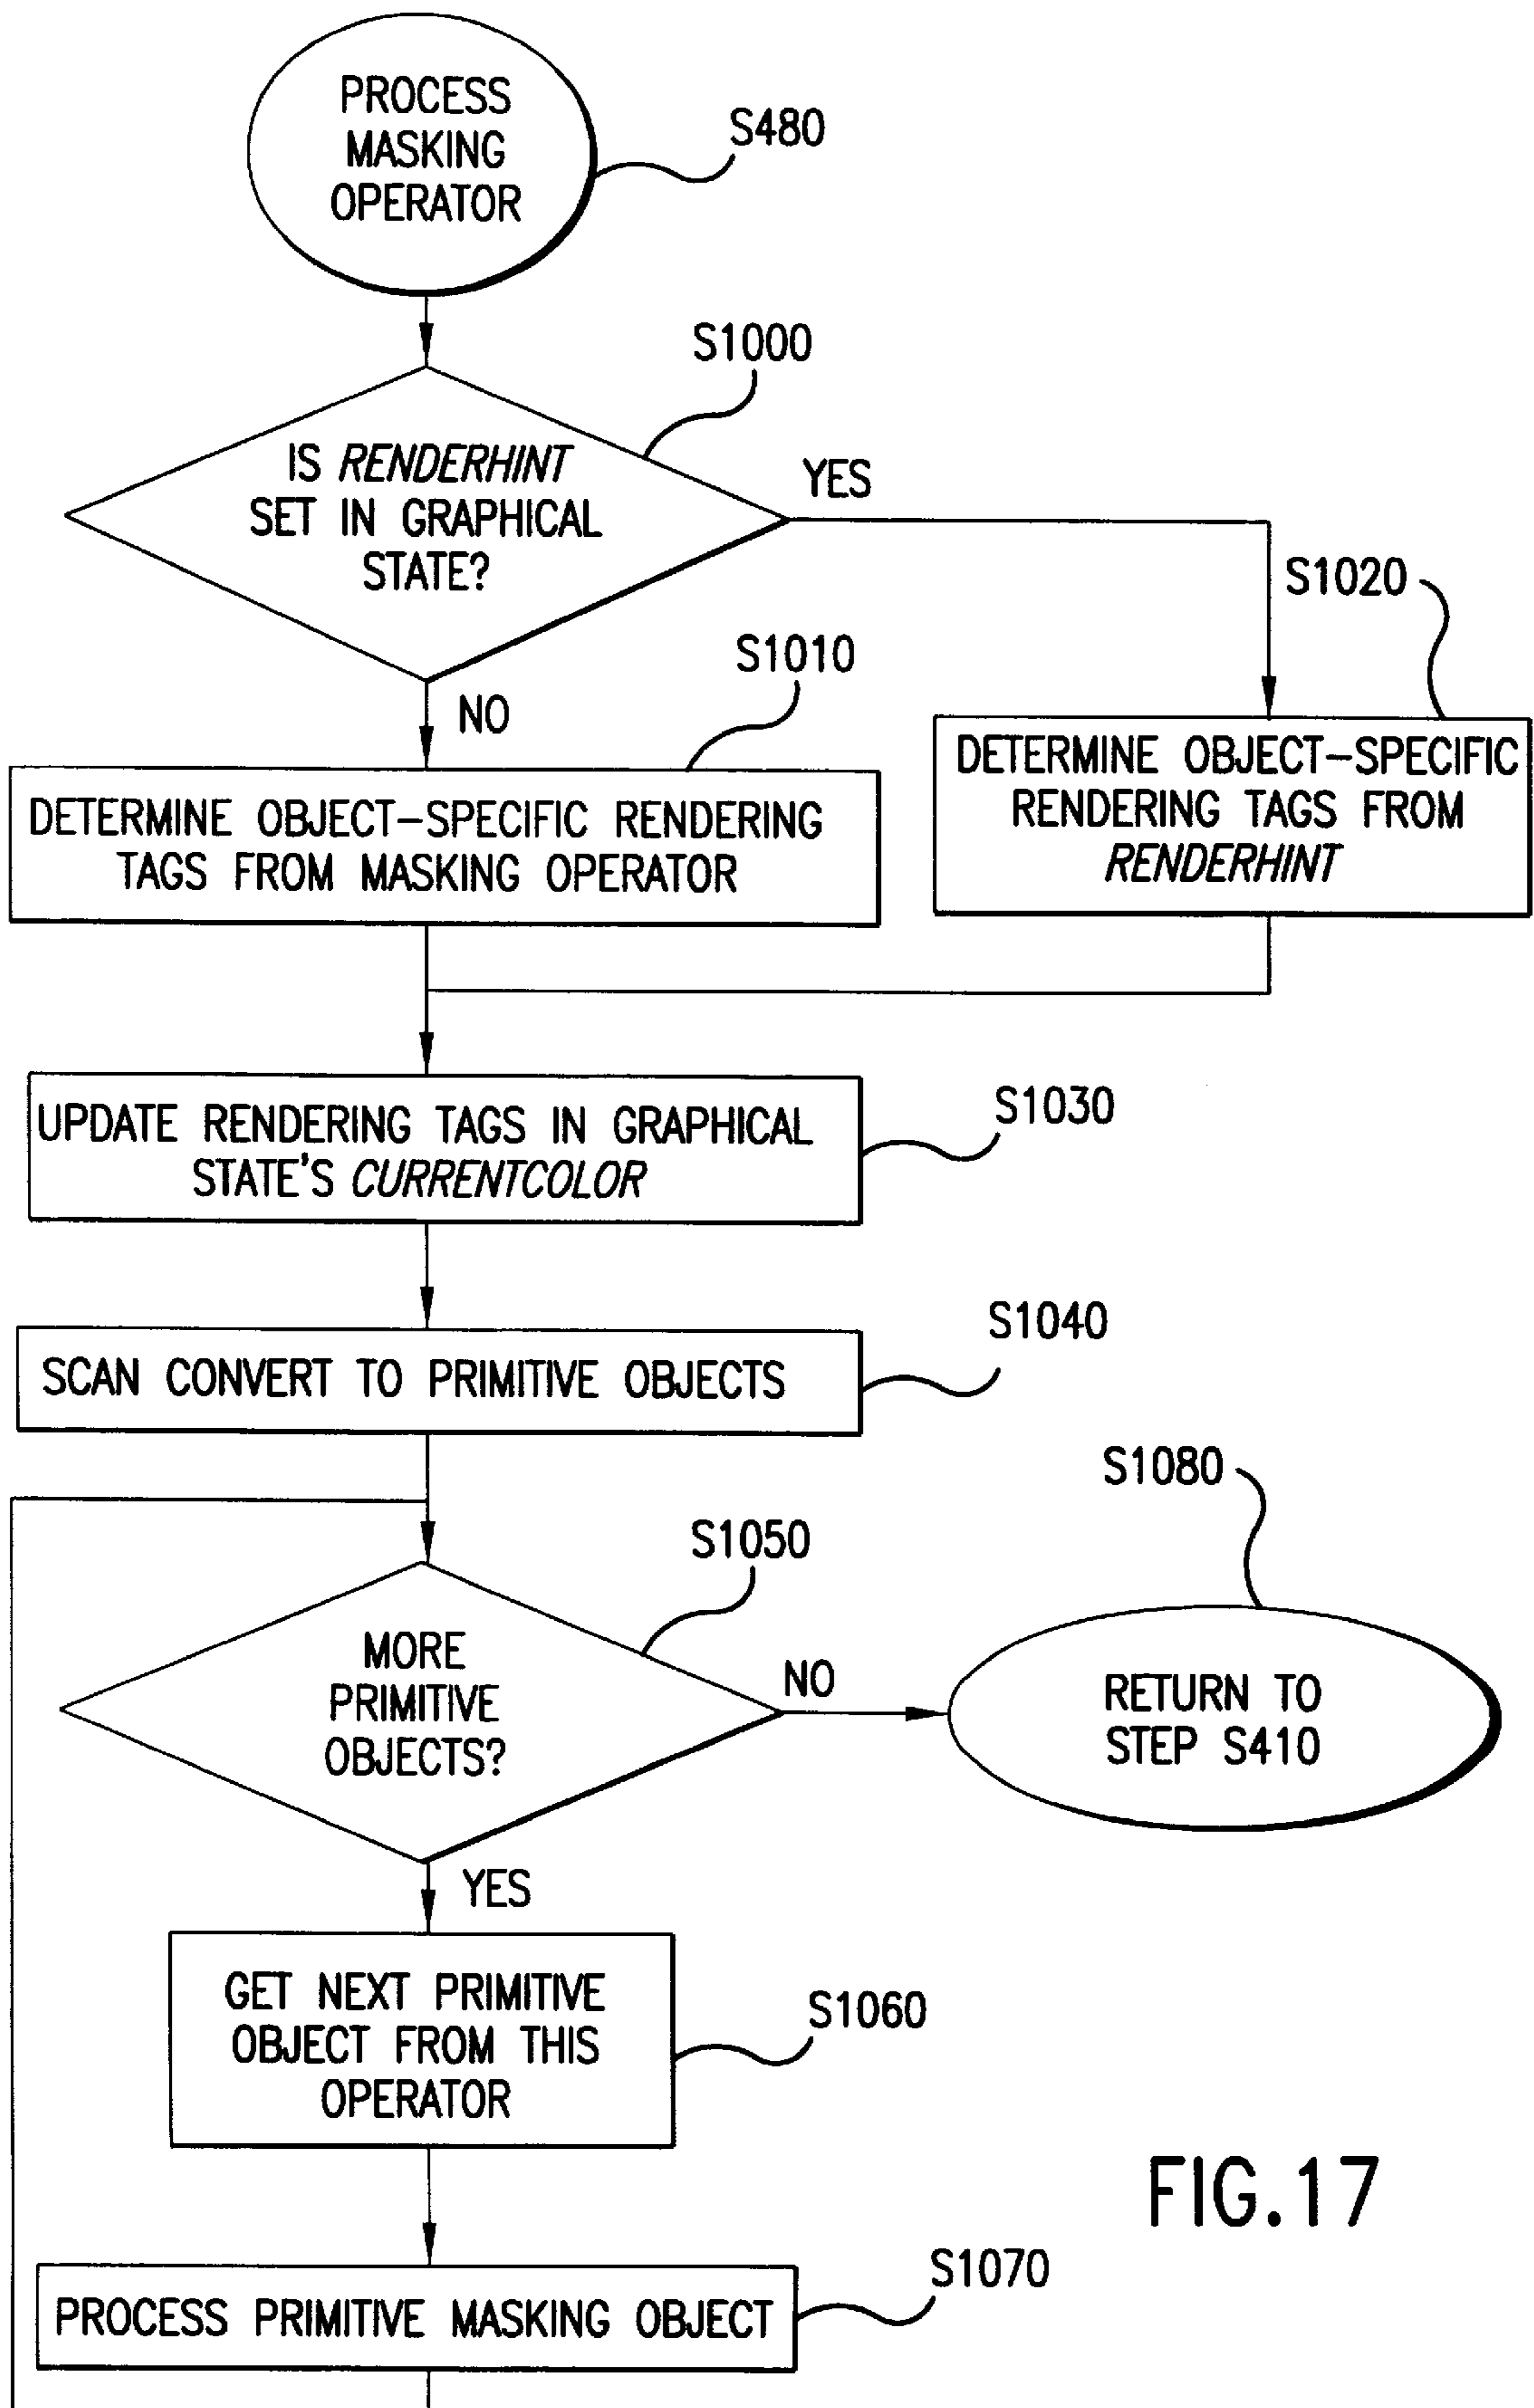 PROCESS
MASKING
OPERATOR
S480
S1000
IS RENDERHINT
SET IN GRAPHICAL
STATE?
YES
S1020
S1010
NO
DETERMINE OBJECT-SPECIFIC
RENDERING TAGS FROM
RENDERHINT
DETERMINE OBJECT-SPECIFIC RENDERING
TAGS FROM MASKING OPERATOR
UPDATE RENDERING TAGS IN GRAPHICAL
STATE'S CURRENTCOLOR
S1030
SCAN CONVERT TO PRIMITIVE OBJECTS
S1040
S1080
S1050
MORE
PRIMITIVE
OBJECTS?
NO
RETURN TO
STEP S410
YES
GET NEXT PRIMITIVE
OBJECT FROM THIS
OPERATOR
S1060
FIG.17
PROCESS PRIMITIVE MASKING OBJECT
S1070